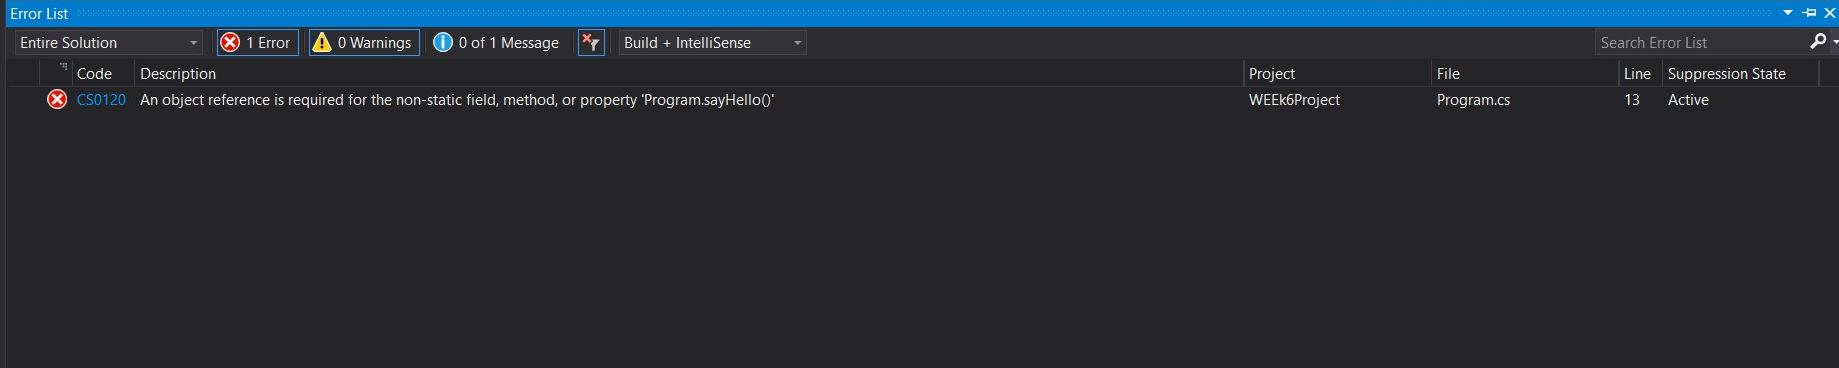 Error List
Entire Solution 1 Error 0 Warnings 0 of 1 Message Build + IntelliSense Search Error List
Code Description Project File Line Suppression State
CS0120 An object reference is required for the non-static field, method, or property 'Program.sayHello()' WEEk6Project Program.cs 13 Active